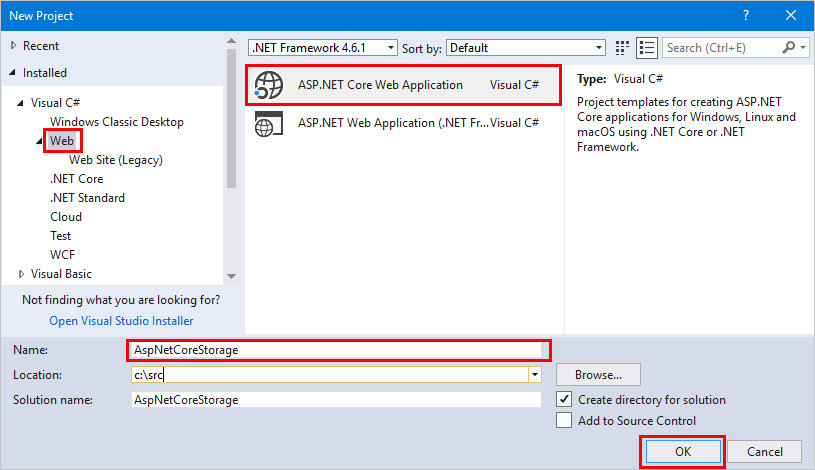 New Project
?
Recent
.NET Framework 4.6.1 Sort by: Default Search (Ctrl+E)
Installed
Visual C#
Windows Classic Desktop
Web
Web Site (Legacy)
.NET Core
.NET Standard
Cloud
Test
WCF
Visual Basic
Not finding what you are looking for?
Open Visual Studio Installer
ASP.NET Core Web Application Visual C#
ASP.NET Web Application (.NET Fr... Visual C#
Type: Visual C#
Project templates for creating ASP.NET
Core applications for Windows, Linux and
macOS using .NET Core or .NET
Framework.
Name: AspNetCoreStorage
Location: c:\src Browse...
Solution name: AspNetCoreStorage
Create directory for solution
Add to Source Control
OK Cancel